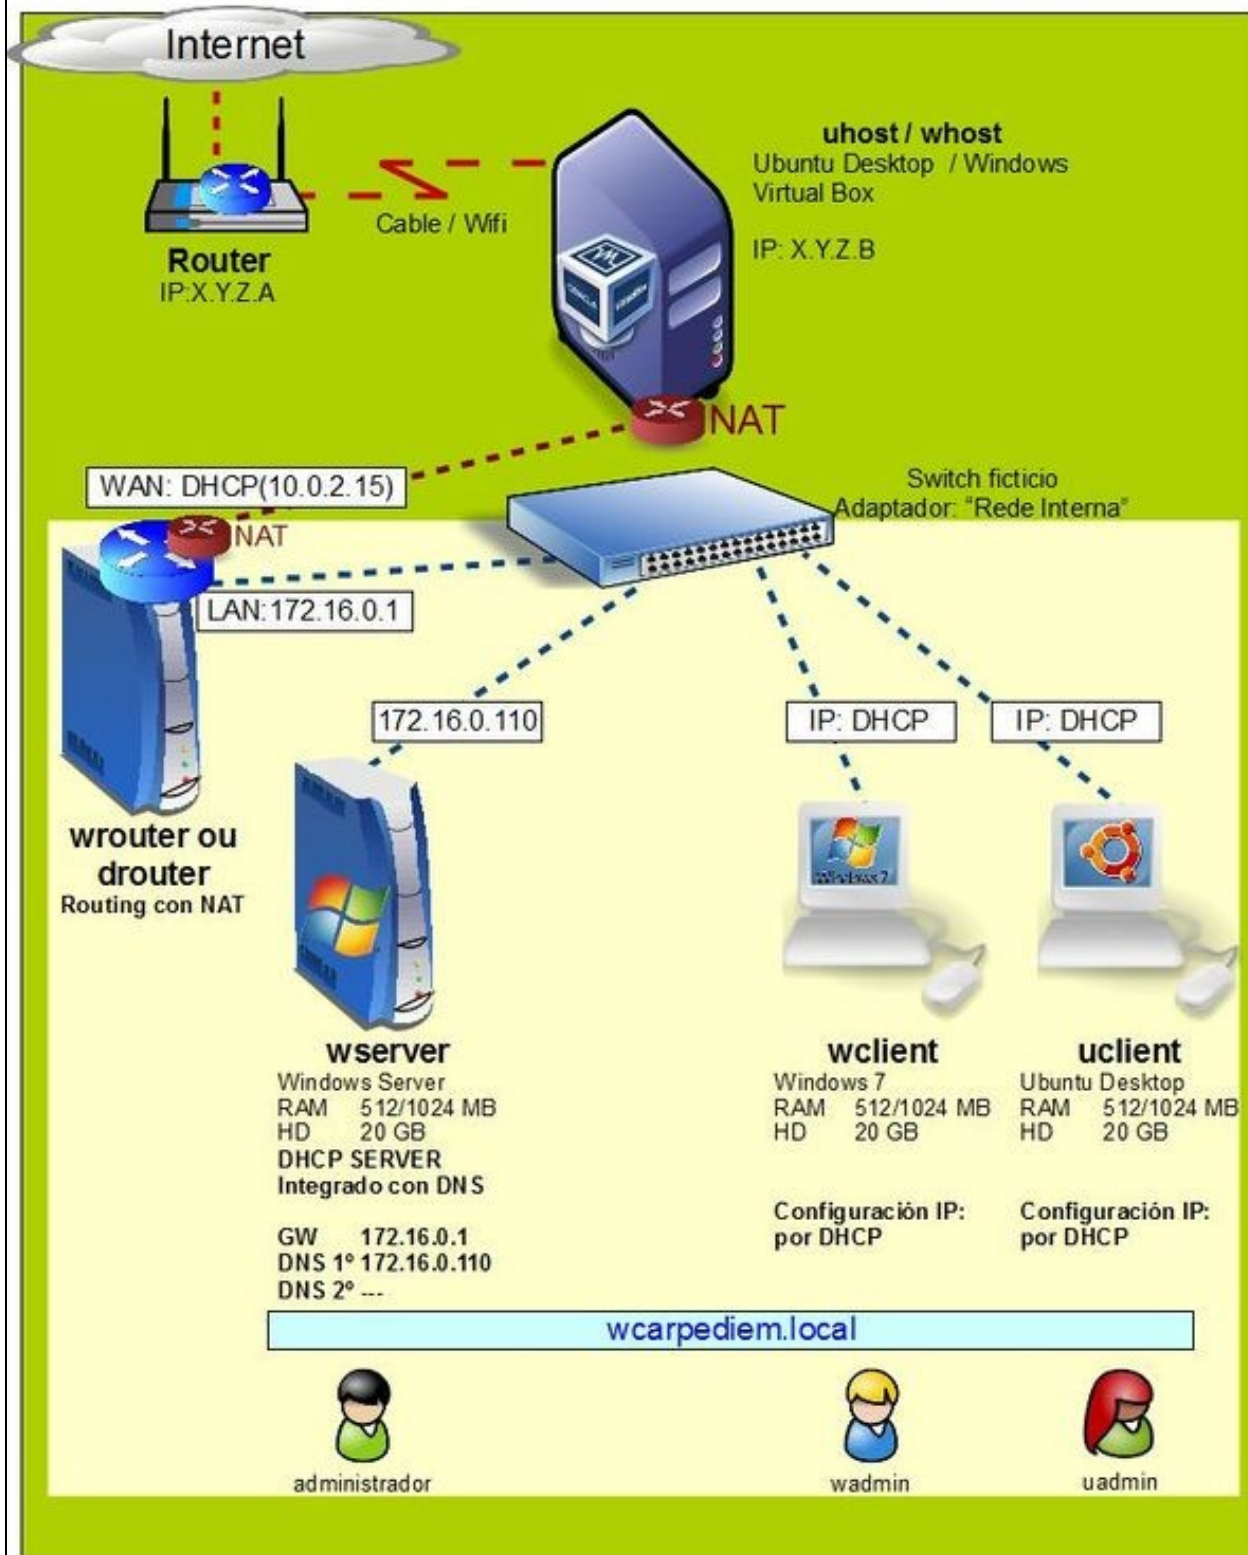 Internet
uhost / whost
Ubuntu Desktop / Windows
Virtual Box
IP: X.Y.Z.B
Cable / Wifi
Router
IP:X.Y.Z.A
NAT
WAN: DHCP(10.0.2.15)
Switch ficticio
Adaptador: "Rede Interna"
NAT
LAN:172.16.0.1
172.16.0.110
IP: DHCP
IP: DHCP
wrouter ou
drouter
Routing con NAT
Windows 7
wserver
Windows Server
RAM 512/1024 MB
HD 20 GB
DHCP SERVER
Integrado con DNS
GW 172.16.0.1
DNS 1º 172.16.0.110
DNS 2º ---
wclient
Windows 7
RAM 512/1024 MB
HD 20 GB
Configuración IP:
por DHCP
uclient
Ubuntu Desktop
RAM 512/1024 MB
HD 20 GB
Configuración IP:
por DHCP
wcarpediem.local
administrador
wadmin
uadmin